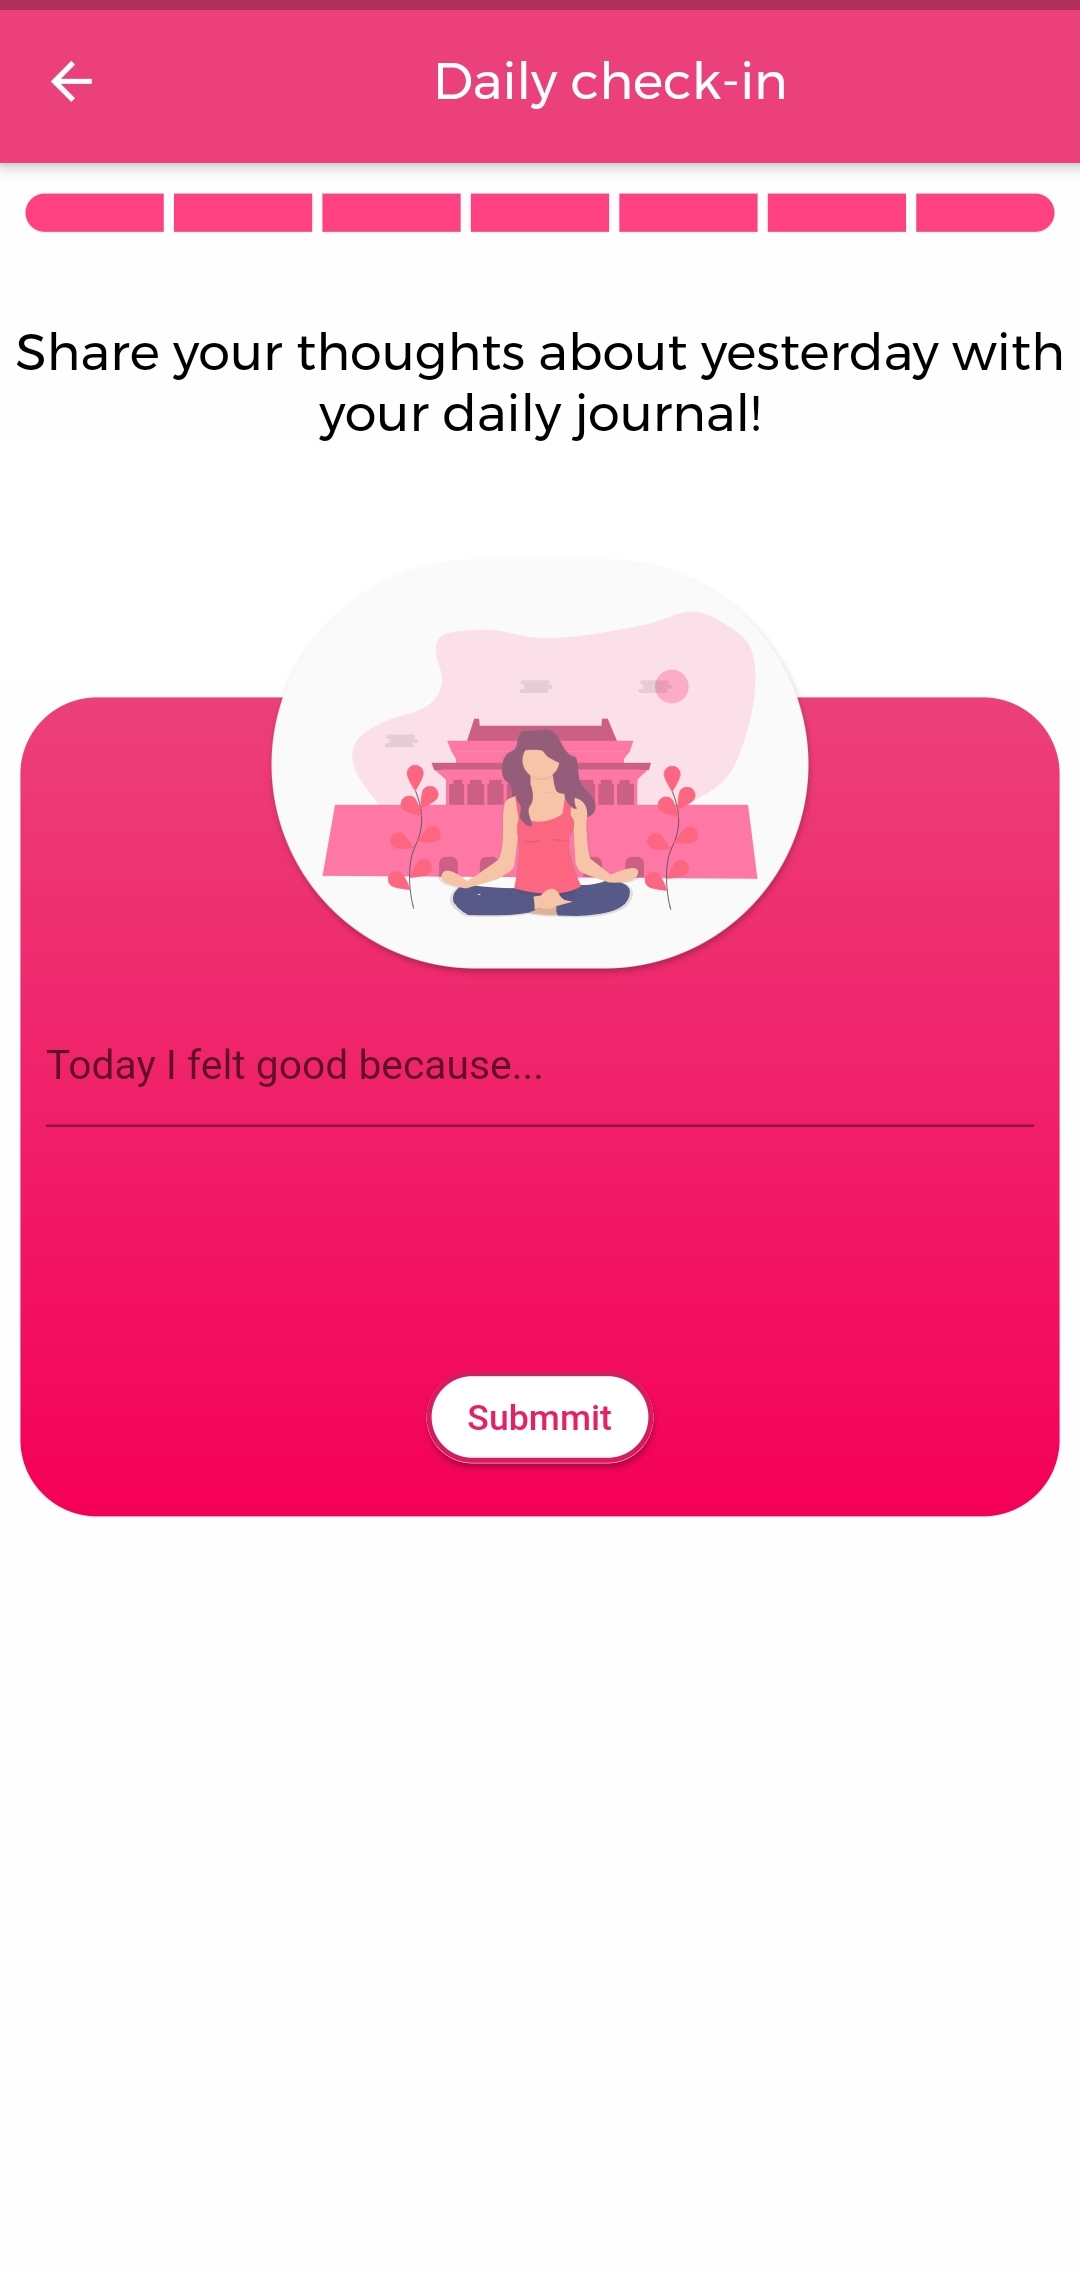 Daily check-in
Share your thoughts about yesterday with
your daily journal!
Today I felt good because...
Submmit